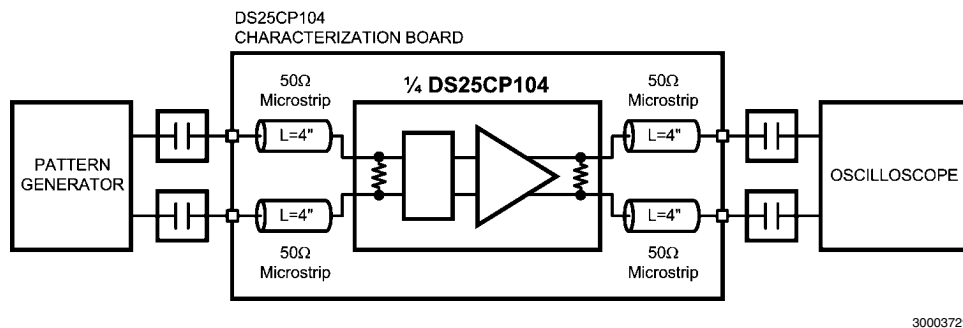 DS25CP104
CHARACTERIZATION BOARD
50Ω
Microstrip
¼ DS25CP104
50Ω
Microstrip
L=4"
L=4"
PATTERN
GENERATOR
OSCILLOSCOPE
L=4"
L=4"
50Ω
Microstrip
50Ω
Microstrip
3000372